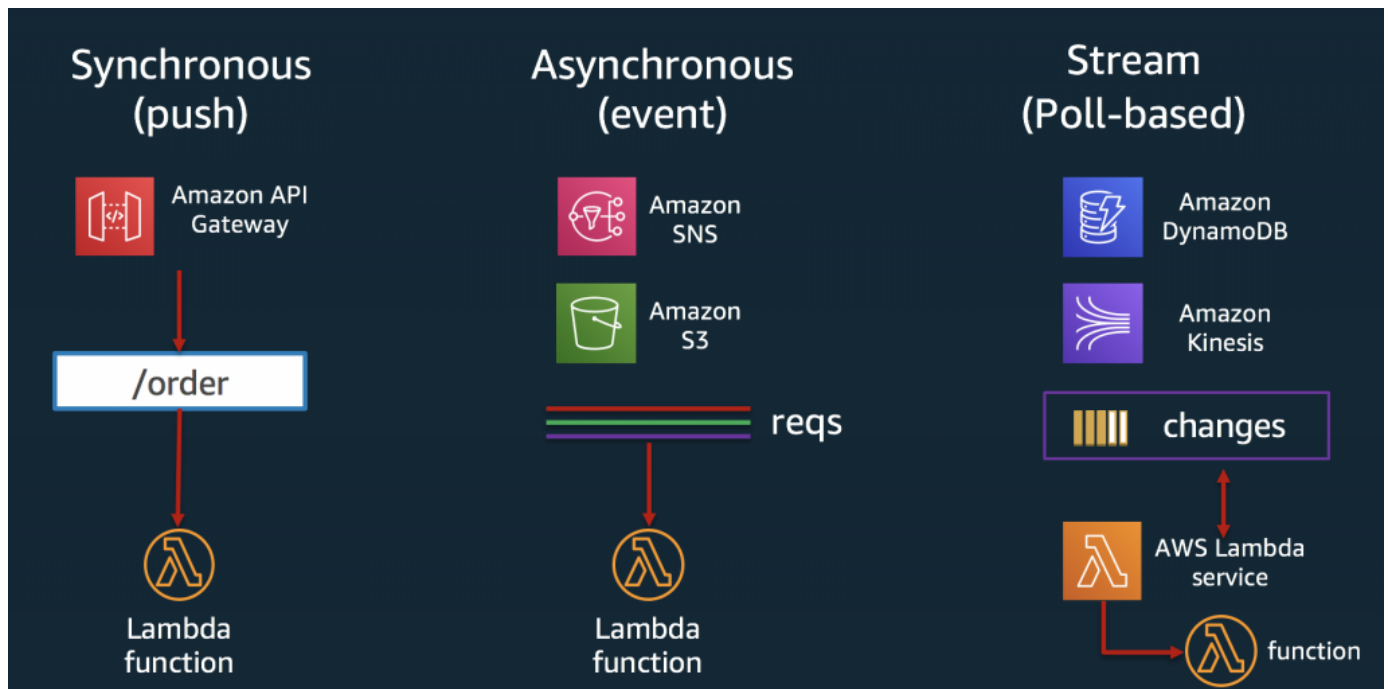 Synchronous
(push)
Amazon API
Gateway
/order
Lambda
function
Asynchronous
(event)
Amazon
SNS
Amazon
S3
reqs
Lambda
function
Stream
(Poll-based)
Amazon
DynamoDB
Amazon
Kinesis
changes
AWS Lambda
service
function